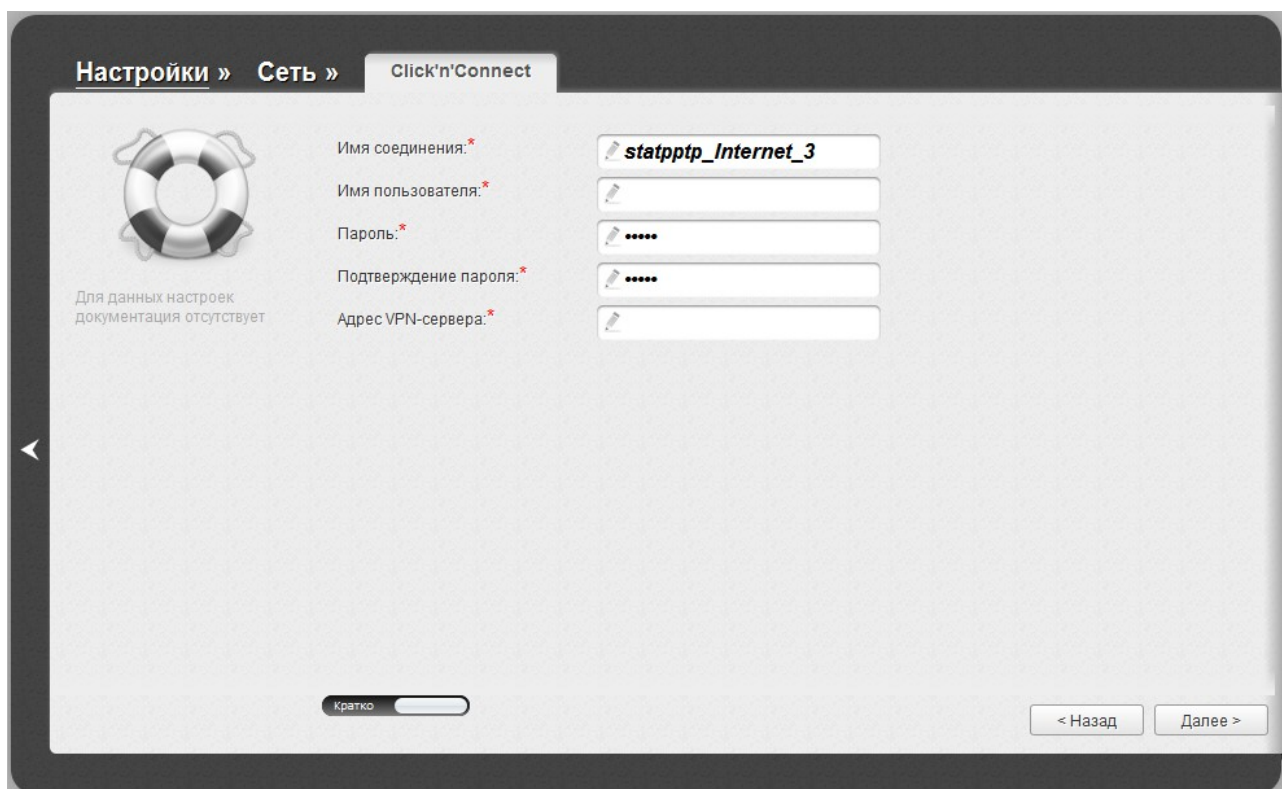 Настройки » Сеть » Click'n'Connect
Имя соединения:* statpptp_Internet_3
Имя пользователя:*
Пароль:* •••••
Подтверждение пароля:* •••••
Адрес VPN-сервера:*
Для данных настроек
документация отсутствует
Кратко
< Назад Далее >